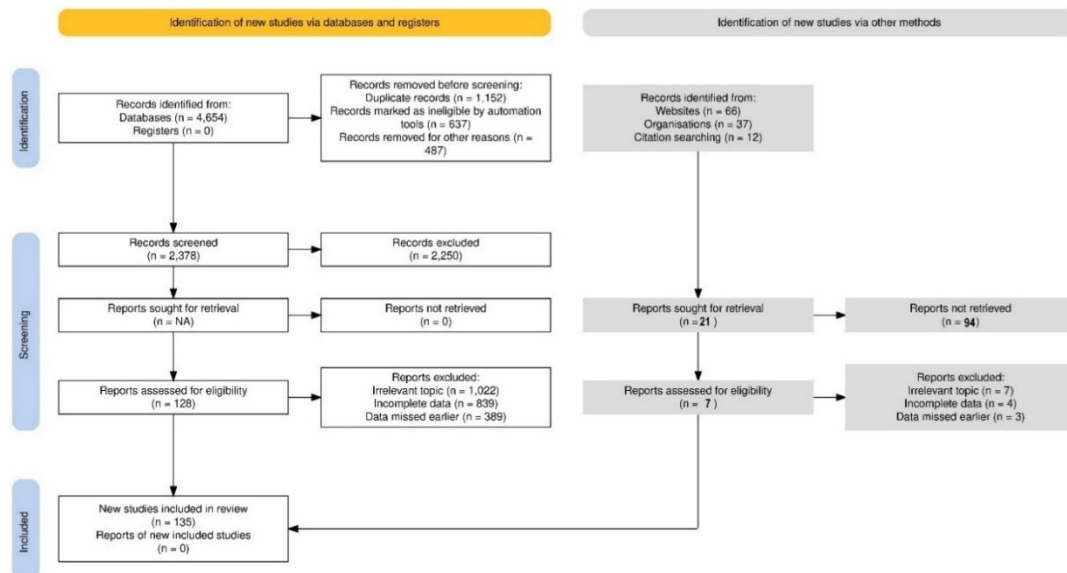 Identification of new studies via databases and registers
Identification of new studies via other methods
Identification
Records identified from:
Databases (n = 4,654)
Registers (n = 0)
Records removed before screening:
Duplicate records (n = 1,152)
Records marked as ineligible by automation
tools (n = 637)
Records removed for other reasons (n =
487)
Records identified from:
Websites (n = 66)
Organisations (n = 37)
Citation searching (n = 12)
Screening
Records screened
(n = 2,378)
Records excluded
(n = 2,250)
Reports sought for retrieval
(n = NA)
Reports not retrieved
(n = 0)
Reports sought for retrieval
(n = 21 )
Reports not retrieved
(n = 94)
Reports assessed for eligibility
(n = 128)
Reports excluded:
Irrelevant topic (n = 1,022)
Incomplete data (n = 839)
Data missed earlier (n = 389)
Reports assessed for eligibility
(n = 7 )
Reports excluded:
Irrelevant topic (n = 7)
Incomplete data (n = 4)
Data missed earlier (n = 3)
Included
New studies included in review
(n = 135)
Reports of new included studies
(n = 0)